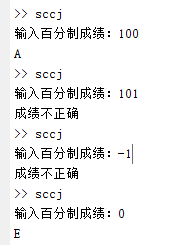 >> sccj
输入百分制成绩：100
A
>> sccj
输入百分制成绩：101
成绩不正确
>> sccj
输入百分制成绩：-1
成绩不正确
>> sccj
输入百分制成绩：0
E